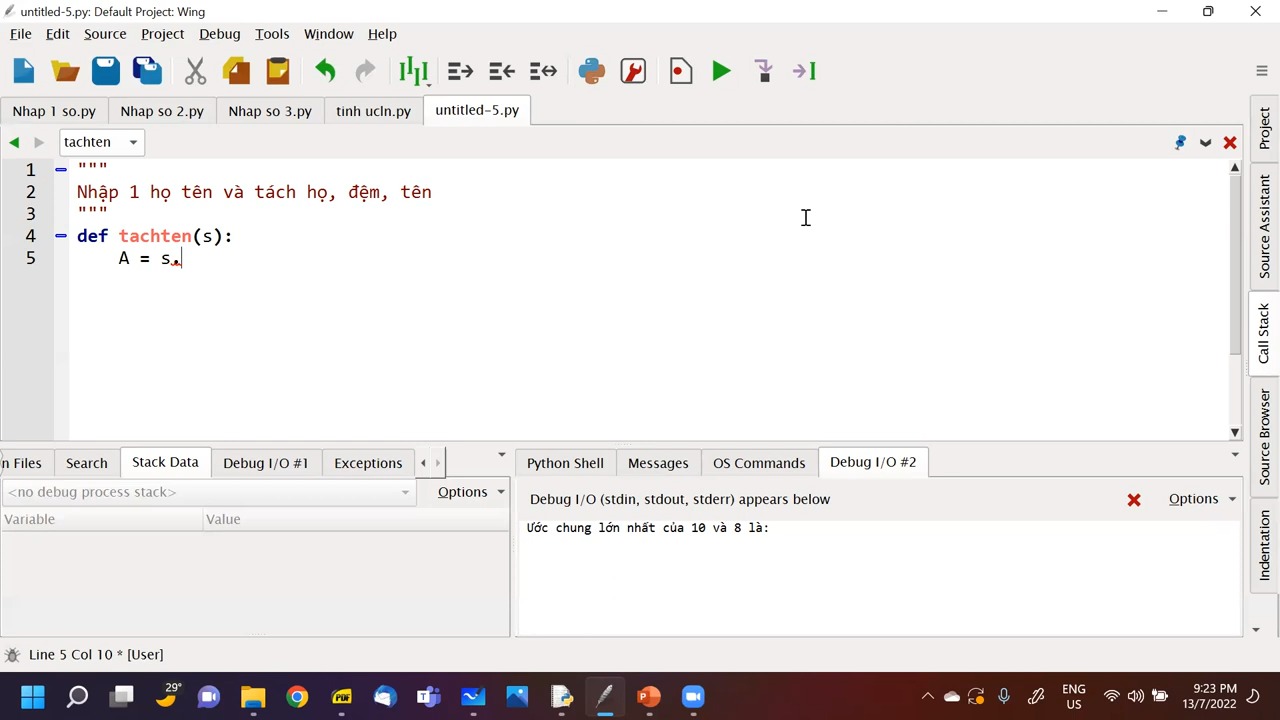 untitled-5.py: Default Project: Wing
File Edit Source Project Debug Tools Window Help
Nhap 1 so.py Nhap so 2.py Nhap so 3.py tinh ucln.py untitled-5.py
tachten
1 """
2 Nhập 1 họ tên và tách họ, đệm, tên
3 """
4 def tachten(s):
5 A = s.
Project
Source Assistant
Call Stack
Source Browser
Indentation
n Files Search Stack Data Debug I/O #1 Exceptions
<no debug process stack> Options
Variable Value
Python Shell Messages OS Commands Debug I/O #2
Debug I/O (stdin, stdout, stderr) appears below Options
Ước chung lớn nhất của 10 và 8 là:
Line 5 Col 10 * [User]
29°
PDF
ENG
US
9:23 PM
13/7/2022